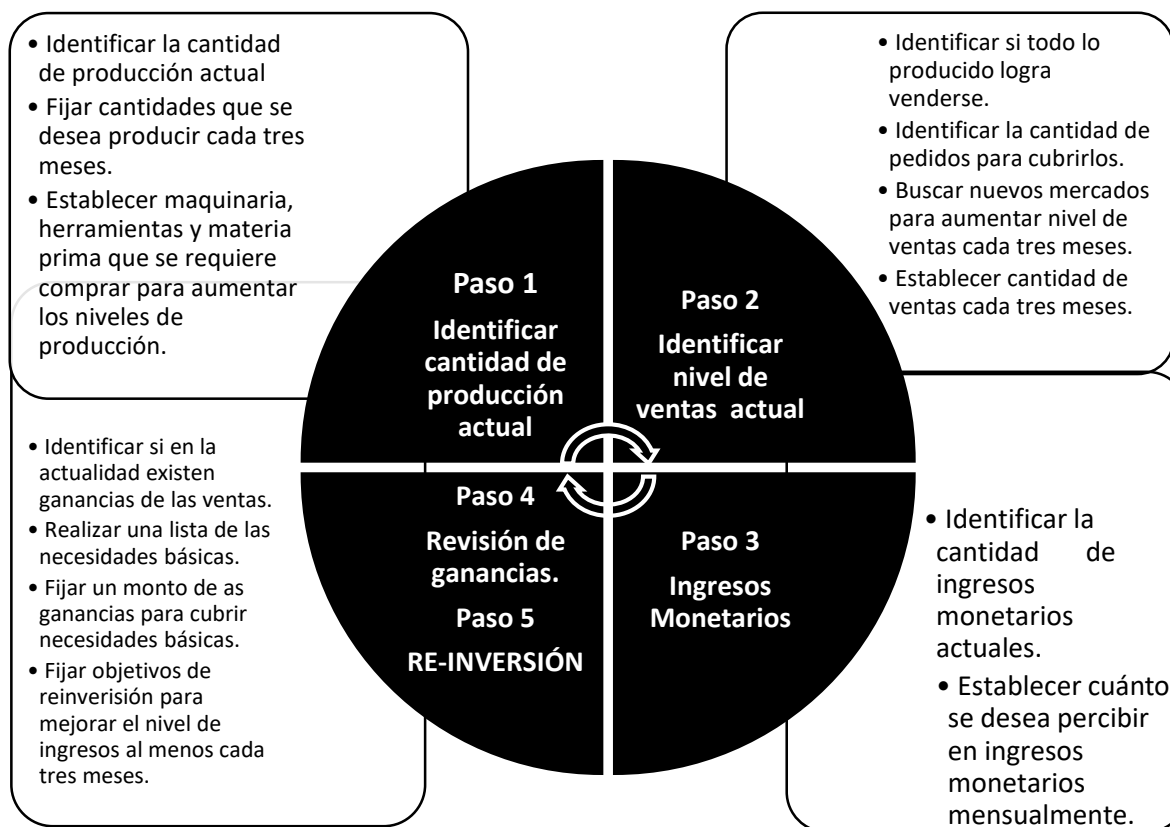 • Identificar la cantidad
de producción actual
• Fijar cantidades que se
desea producir cada tres
meses.
• Establecer maquinaria,
herramientas y materia
prima que se requiere
comprar para aumentar
los niveles de
producción.
• Identificar si todo lo
producido logra
venderse.
• Identificar la cantidad de
pedidos para cubrirlos.
• Buscar nuevos mercados
para aumentar nivel de
ventas cada tres meses.
• Establecer cantidad de
ventas cada tres meses.
Paso 1
Identificar
cantidad de
producción
actual
Paso 2
Identificar
nivel de
ventas actual
• Identificar si en la
actualidad existen
ganancias de las ventas.
• Realizar una lista de las
necesidades básicas.
• Fijar un monto de as
ganancias para cubrir
necesidades básicas.
• Fijar objetivos de
reinverisión para
mejorar el nivel de
ingresos al menos cada
tres meses.
Paso 4
Revisión de
ganancias.
Paso 5
RE-INVERSIÓN
Paso 3
Ingresos
Monetarios
• Identificar la
cantidad de
ingresos
monetarios
actuales.
• Establecer cuánto
se desea percibir
en ingresos
monetarios
mensualmente.